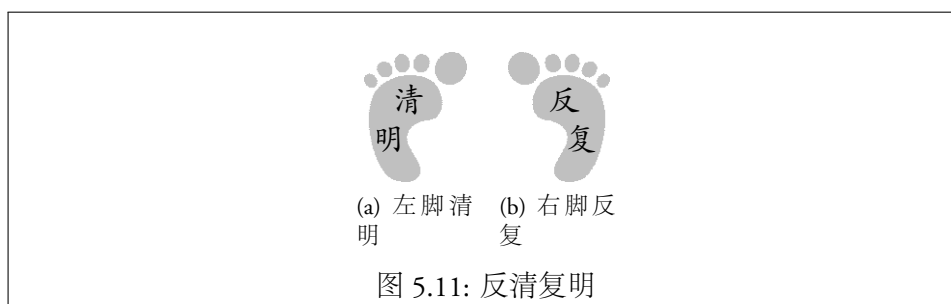 清
明
反
复
(a) 左脚清
明
(b) 右脚反
复
图 5.11: 反清复明